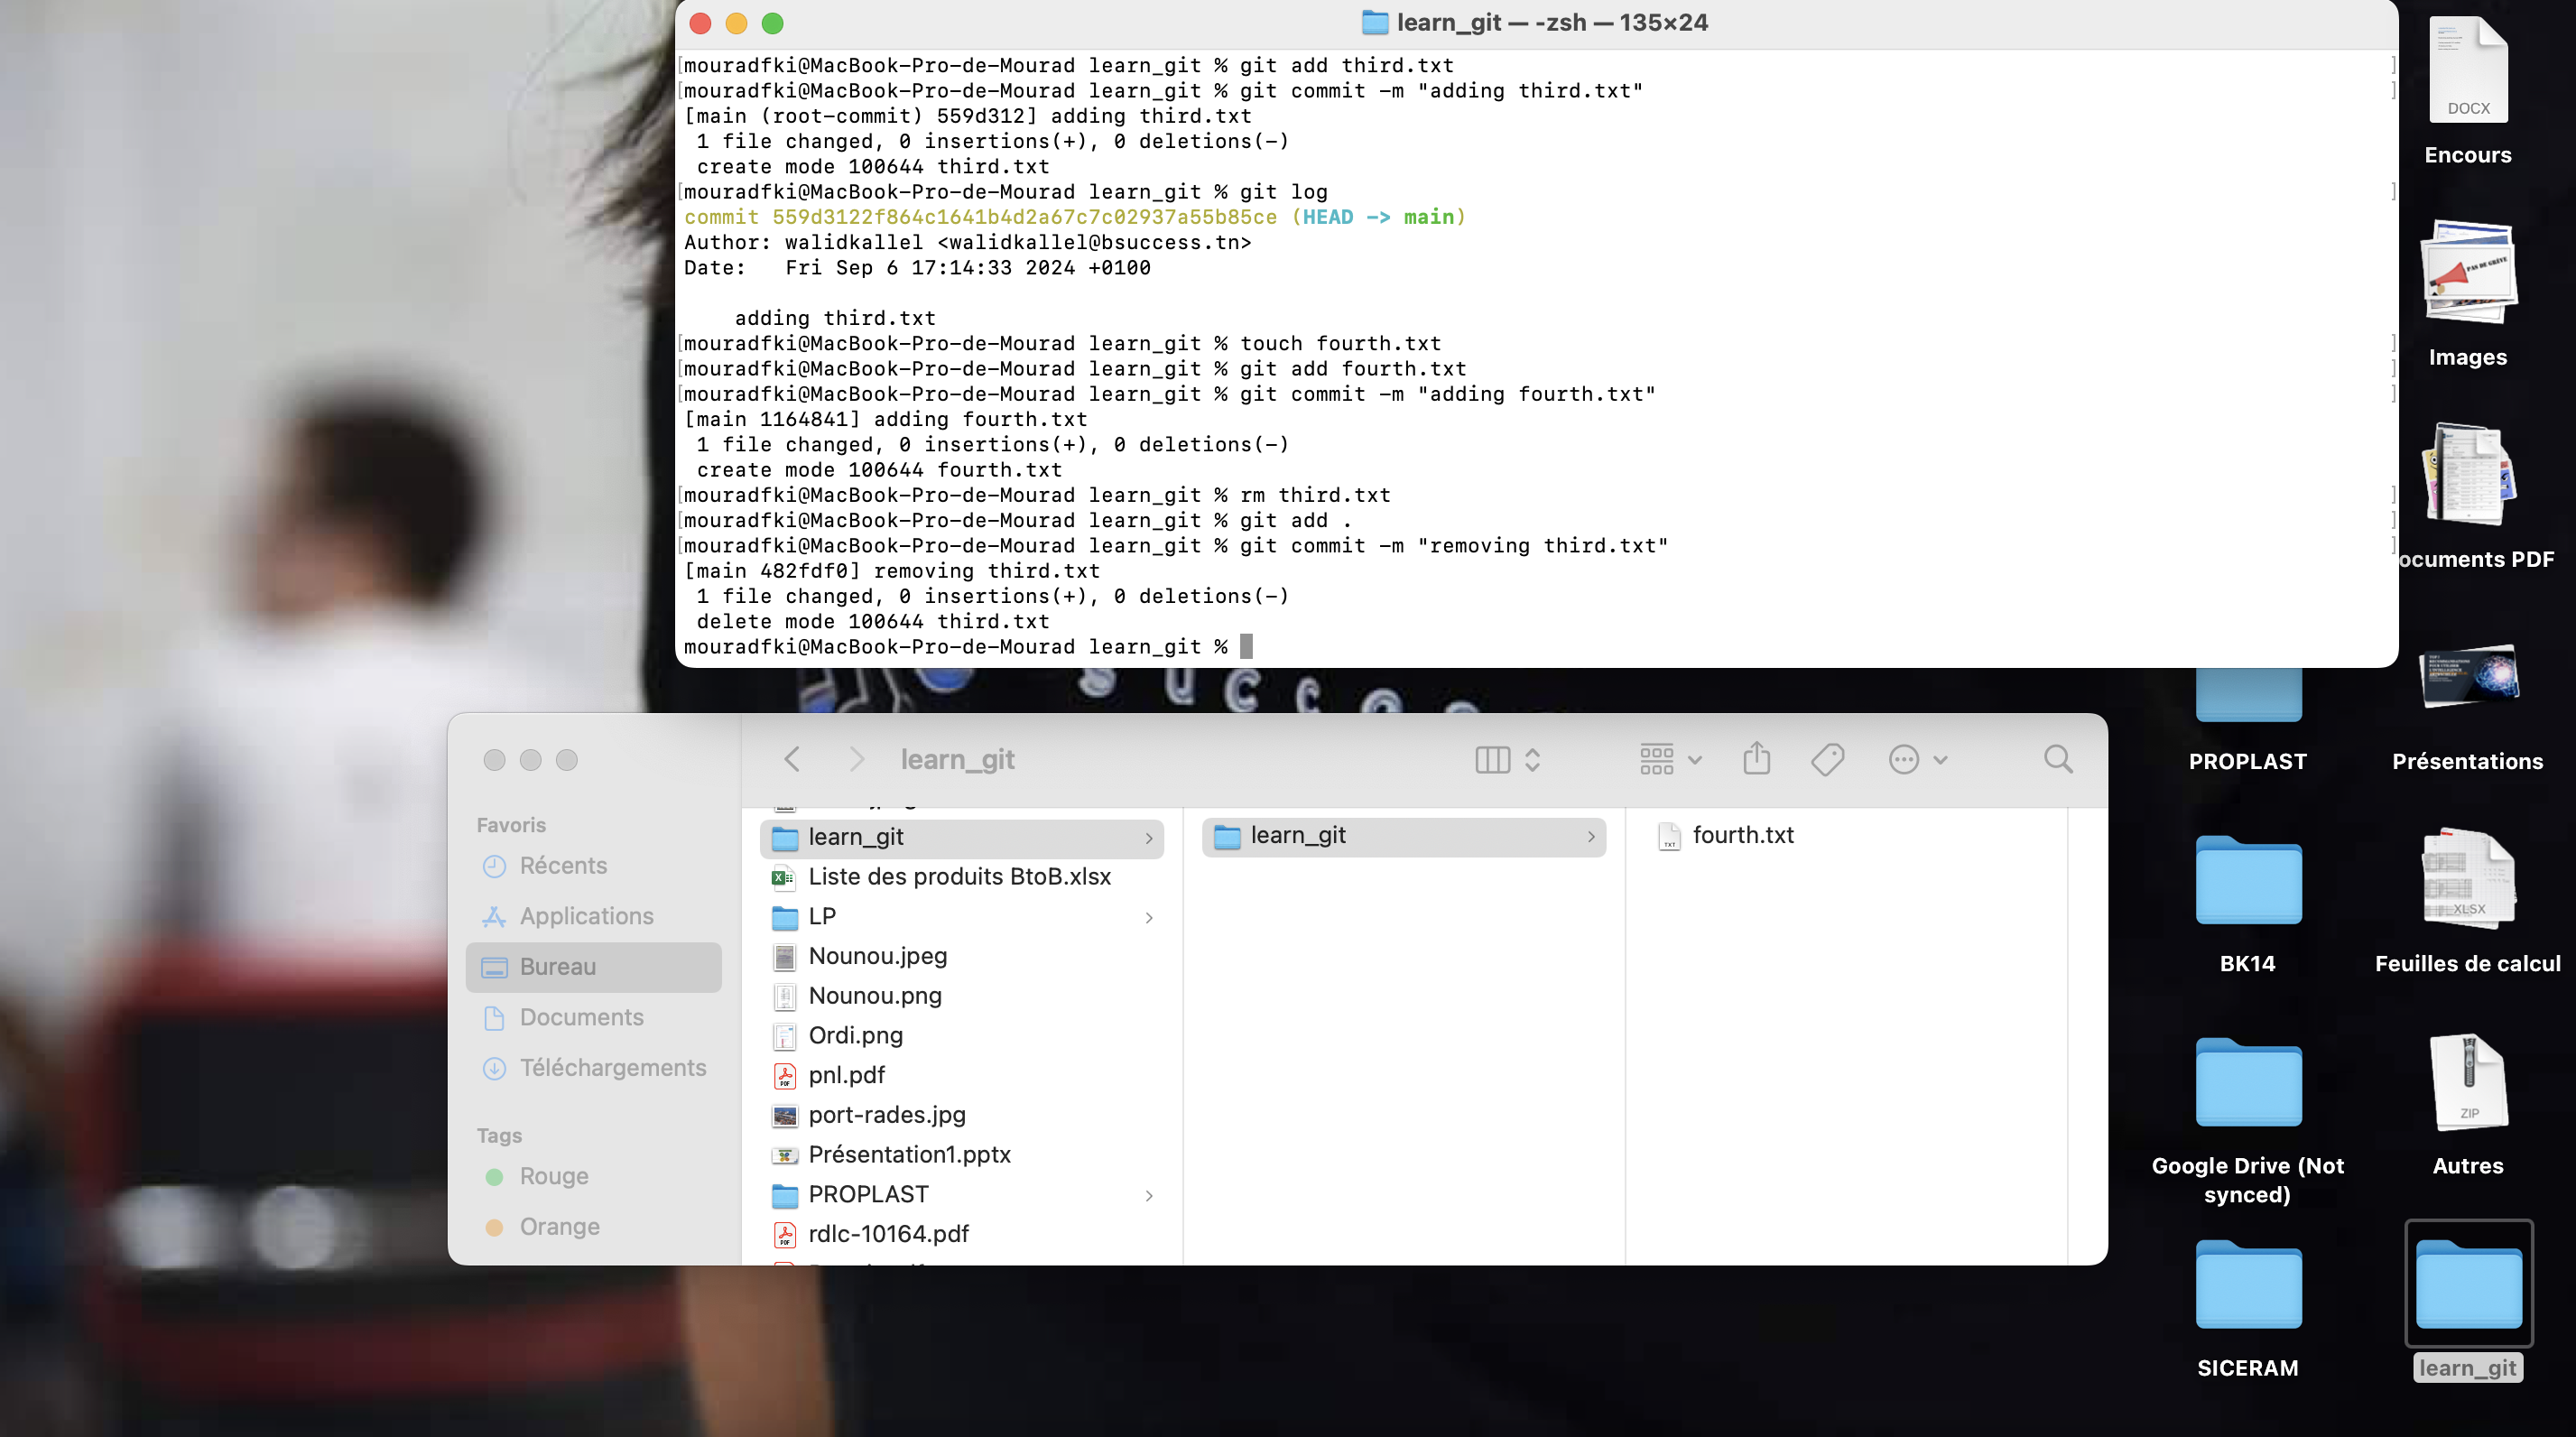 learn_git — -zsh — 135×24
mouradfki@MacBook-Pro-de-Mourad learn_git % git add third.txt
mouradfki@MacBook-Pro-de-Mourad learn_git % git commit -m "adding third.txt"
[main (root-commit) 559d312] adding third.txt
 1 file changed, 0 insertions(+), 0 deletions(-)
 create mode 100644 third.txt
mouradfki@MacBook-Pro-de-Mourad learn_git % git log
commit 559d3122f864c1641b4d2a67c7c02937a55b85ce (HEAD -> main)
Author: walidkallel <walidkallel@bsuccess.tn>
Date:   Fri Sep 6 17:14:33 2024 +0100
    adding third.txt
mouradfki@MacBook-Pro-de-Mourad learn_git % touch fourth.txt
mouradfki@MacBook-Pro-de-Mourad learn_git % git add fourth.txt
mouradfki@MacBook-Pro-de-Mourad learn_git % git commit -m "adding fourth.txt"
[main 1164841] adding fourth.txt
 1 file changed, 0 insertions(+), 0 deletions(-)
 create mode 100644 fourth.txt
mouradfki@MacBook-Pro-de-Mourad learn_git % rm third.txt
mouradfki@MacBook-Pro-de-Mourad learn_git % git add .
mouradfki@MacBook-Pro-de-Mourad learn_git % git commit -m "removing third.txt"
[main 482fdf0] removing third.txt
 1 file changed, 0 insertions(+), 0 deletions(-)
 delete mode 100644 third.txt
mouradfki@MacBook-Pro-de-Mourad learn_git %
learn_git
Favoris
Récents
Applications
Bureau
Documents
Téléchargements
Tags
Rouge
Orange
learn_git
Liste des produits BtoB.xlsx
LP
Nounou.jpeg
Nounou.png
Ordi.png
pnl.pdf
port-rades.jpg
Présentation1.pptx
PROPLAST
rdlc-10164.pdf
learn_git
fourth.txt
DOCX
Encours
PAS DE GRÈVE
Images
ocuments PDF
PROPLAST
Présentations
BK14
XLSX
Feuilles de calcul
Google Drive (Not
synced)
ZIP
Autres
SICERAM
learn_git